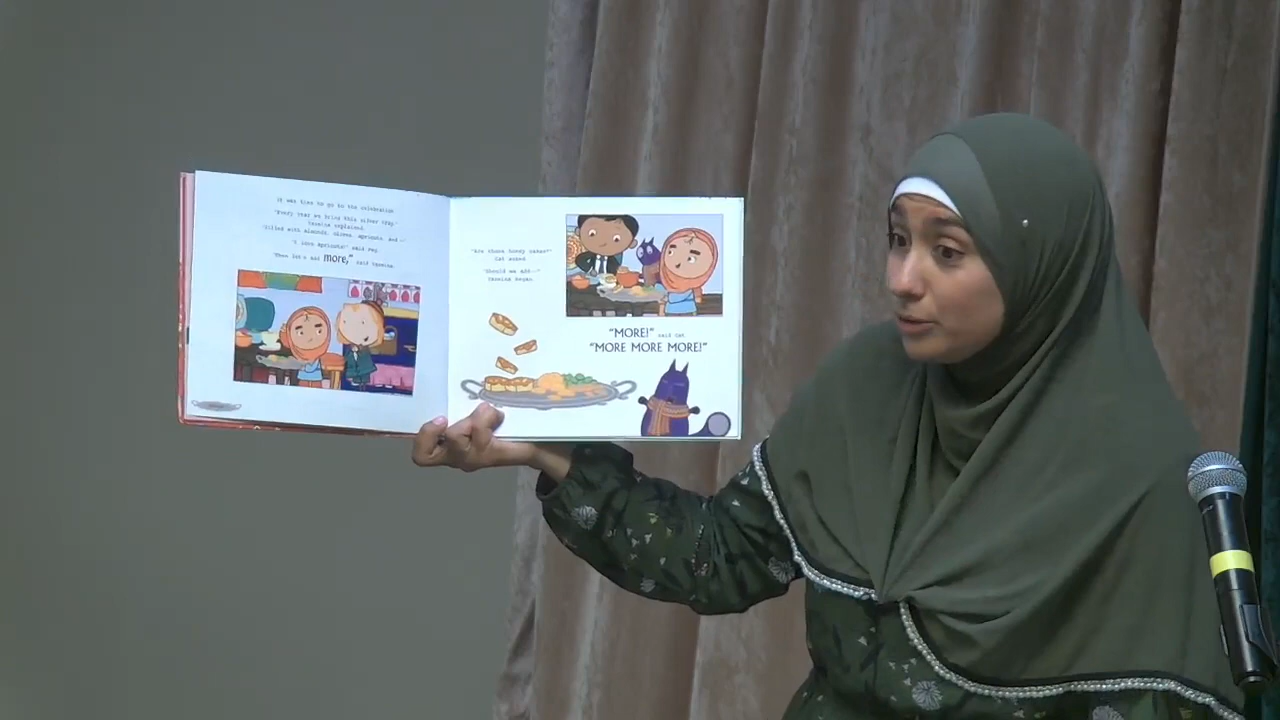 It was time to go to the celebration.
"Every year we bring this silver tray,"
Yasmina explained.
"Filled with almonds, olives, apricots, and—"
"I love apricots!" said Peg.
"Then let's add more," said Yasmina.
"Are those honey cakes?"
Cat asked.
"Should we add—"
Yasmina began.
"MORE!" said Cat.
"MORE MORE MORE!"